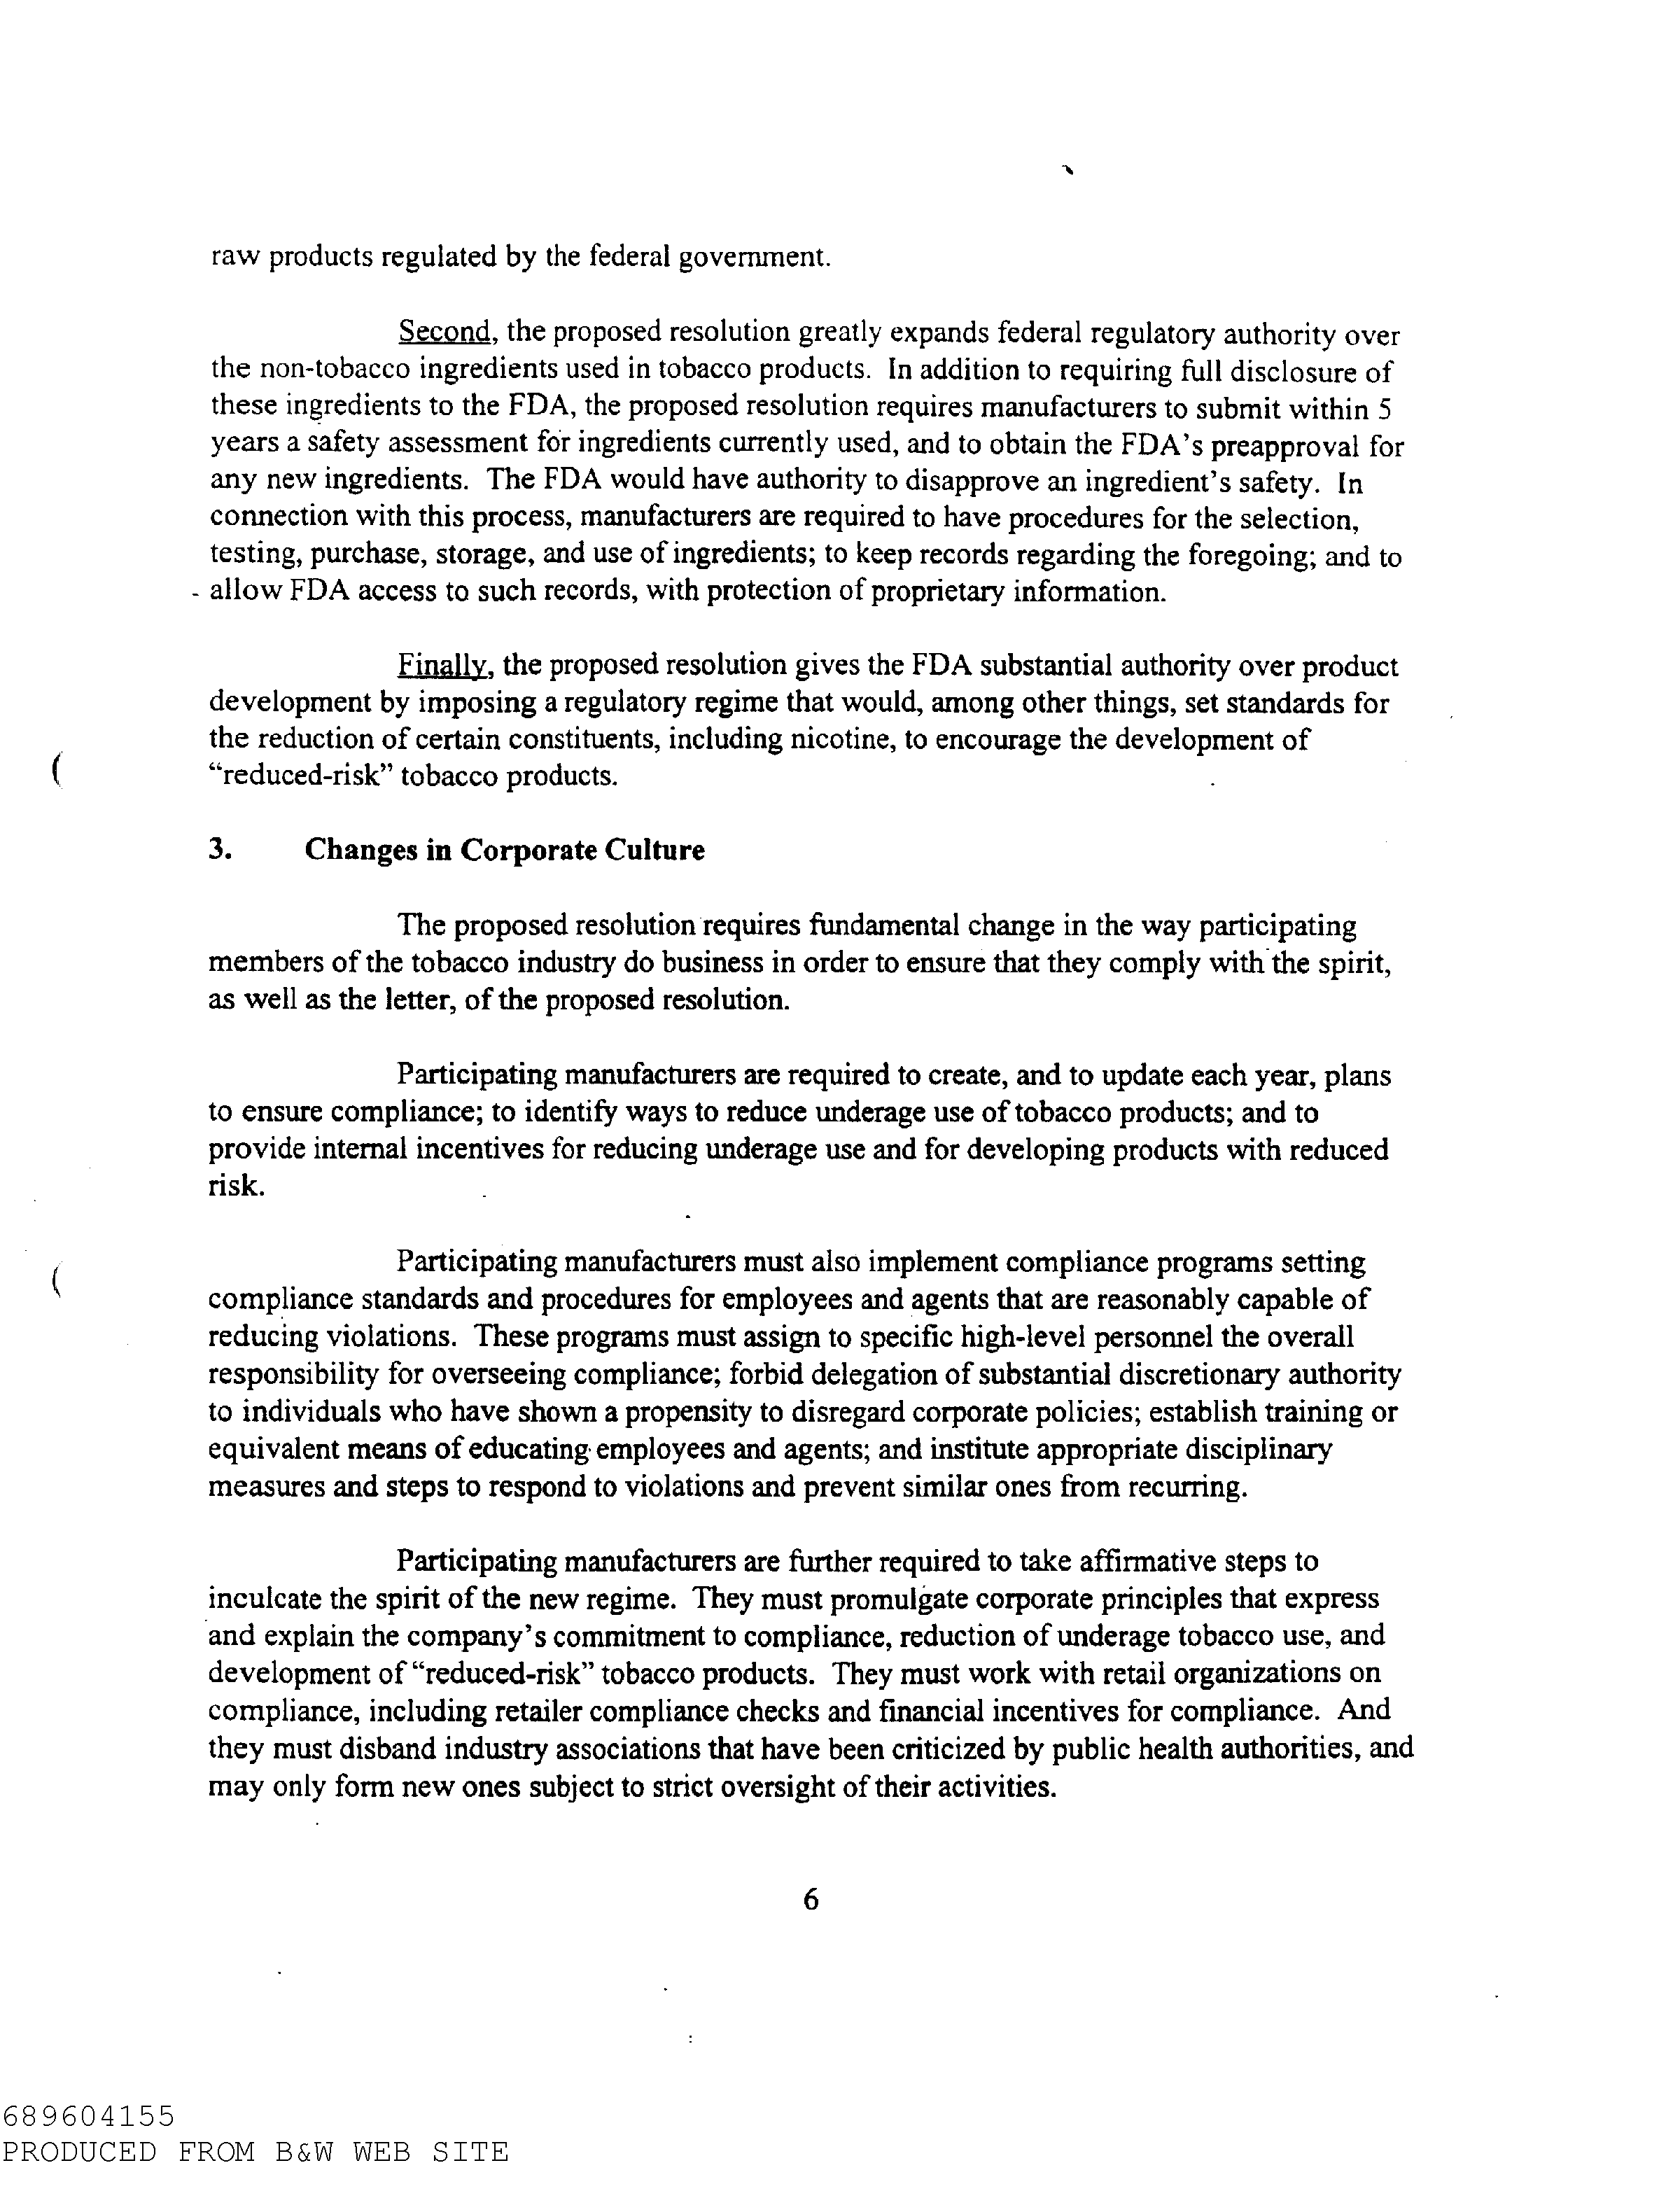 raw products regulated by the federal government.
Second, the proposed resolution greatly expands federal regulatory authority over
the non-tobacco ingredients used in tobacco products. In addition to requiring full disclosure of
these ingredients to the FDA, the proposed resolution requires manufacturers to submit within 5
years a safety assessment for ingredients currently used, and to obtain the FDA's preapproval for
any new ingredients. The FDA would have authority to disapprove an ingredient's safety. In
connection with this process, manufacturers are required to have procedures for the selection,
testing, purchase, storage, and use of ingredients; to keep records regarding the foregoing; and to
allow FDA access to such records, with protection of proprietary information.
Finally, the proposed resolution gives the FDA substantial authority over product
development by imposing a regulatory regime that would, among other things, set standards for
the reduction of certain constituents, including nicotine, to encourage the development of
“reduced-risk” tobacco products.
3. Changes in Corporate Culture
The proposed resolution requires fundamental change in the way participating
members of the tobacco industry do business in order to ensure that they comply with the spirit,
as well as the letter, of the proposed resolution.
Participating manufacturers are required to create, and to update each year, plans
to ensure compliance; to identify ways to reduce underage use of tobacco products; and to
provide internal incentives for reducing underage use and for developing products with reduced
risk.
Participating manufacturers must also implement compliance programs setting
compliance standards and procedures for employees and agents that are reasonably capable of
reducing violations. These programs must assign to specific high-level personnel the overall
responsibility for overseeing compliance; forbid delegation of substantial discretionary authority
to individuals who have shown a propensity to disregard corporate policies; establish training or
equivalent means of educating employees and agents; and institute appropriate disciplinary
measures and steps to respond to violations and prevent similar ones from recurring.
Participating manufacturers are further required to take affirmative steps to
inculcate the spirit of the new regime. They must promulgate corporate principles that express
and explain the company's commitment to compliance, reduction of underage tobacco use, and
development of “reduced-risk” tobacco products. They must work with retail organizations on
compliance, including retailer compliance checks and financial incentives for compliance. And
they must disband industry associations that have been criticized by public health authorities, and
may only form new ones subject to strict oversight of their activities.
6
689604155
PRODUCED FROM B&W WEB SITE